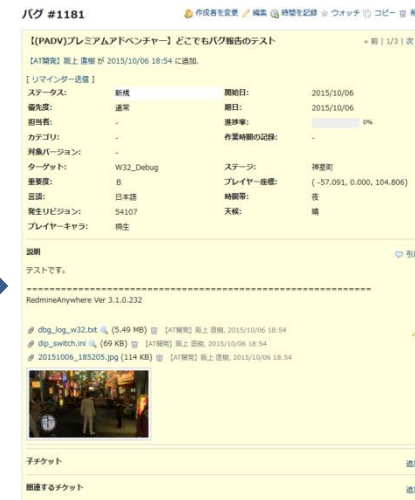 バグ #1181
作成者を変更 編集 時間を記録 ウォッチ コピー
【(PADV)プレミアムアドベンチャー】どこでもバグ報告のテスト
« 前 | 1/3 | 次
【AT開発】阪上 直樹 が 2015/10/06 18:54 に追加.
[ リマインダー送信 ]
ステータス: 新規 開始日: 2015/10/06
優先度: 通常 期日: 2015/10/06
担当者: - 進捗率: 0%
カテゴリ: - 作業時間の記録: -
対象バージョン: -
ターゲット: W32_Debug ステージ: 神室町
重要度: B プレイヤー座標: ( -57.091, 0.000, 104.806)
言語: 日本語 時間帯: 夜
発生リビジョン: 54107 天候: 晴
プレイヤーキャラ: 桐生
説明
テストです。
RedmineAnywhere Ver 3.1.0.232
dbg_log_w32.txt (5.49 MB) 【AT開発】阪上 直樹, 2015/10/06 18:54
dip_switch.ini (69 KB) 【AT開発】阪上 直樹, 2015/10/06 18:54
20151006_185205.jpg (114 KB) 【AT開発】阪上 直樹, 2015/10/06 18:54
子チケット
関連するチケット